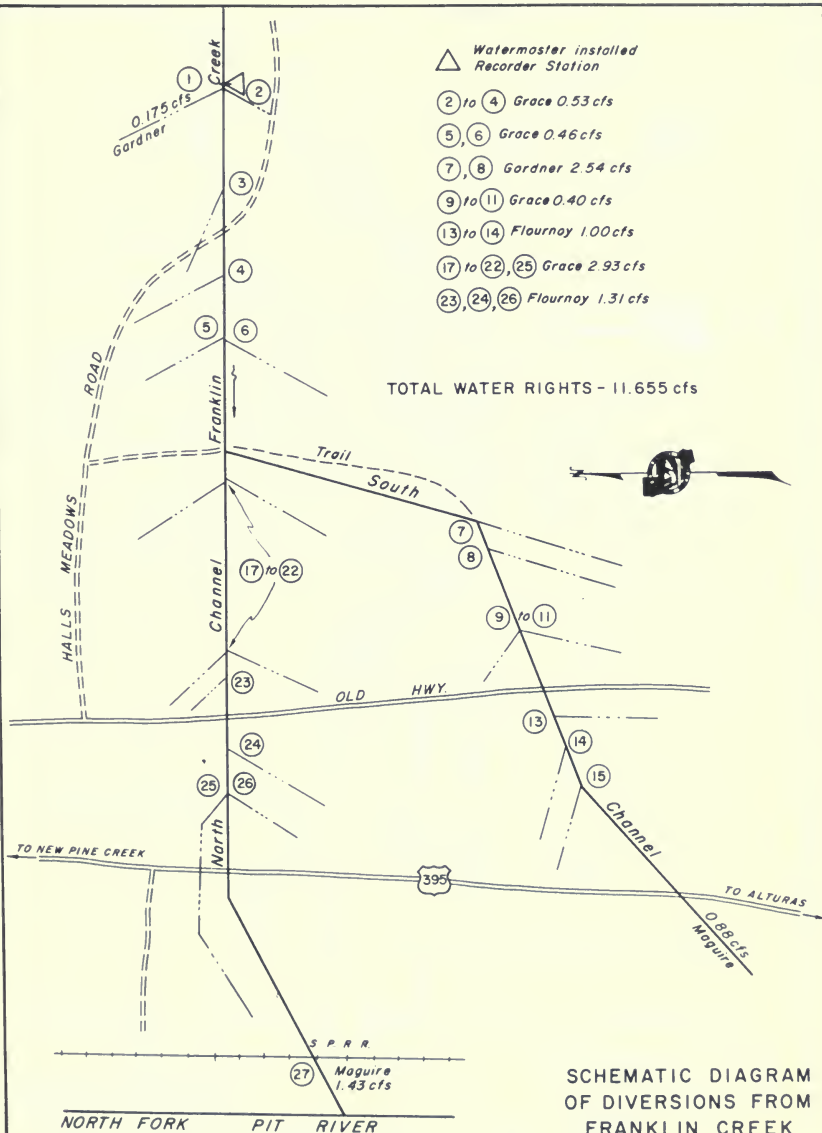 Creek
1
2
0.175 cfs
Gardner
3
4
5
6
Watermaster installed
Recorder Station
2 to 4 Grace 0.53 cfs
5, 6 Grace 0.46 cfs
7, 8 Gardner 2.54 cfs
9 to 11 Grace 0.40 cfs
13 to 14 Flournoy 1.00 cfs
17 to 22, 25 Grace 2.93 cfs
23, 24, 26 Flournoy 1.31 cfs
TOTAL WATER RIGHTS - 11.655 cfs
HALLS MEADOWS ROAD
Franklin
Trail
South
7
8
Channel
17 to 22
9 to 11
23
OLD HWY.
13
24
14
25
26
15
Channel
North
TO NEW PINE CREEK
395
TO ALTURAS
0.88 cfs
Maguire
S P R R.
27
Maguire
1.43 cfs
NORTH FORK PIT RIVER
SCHEMATIC DIAGRAM
OF DIVERSIONS FROM
FRANKLIN CREEK